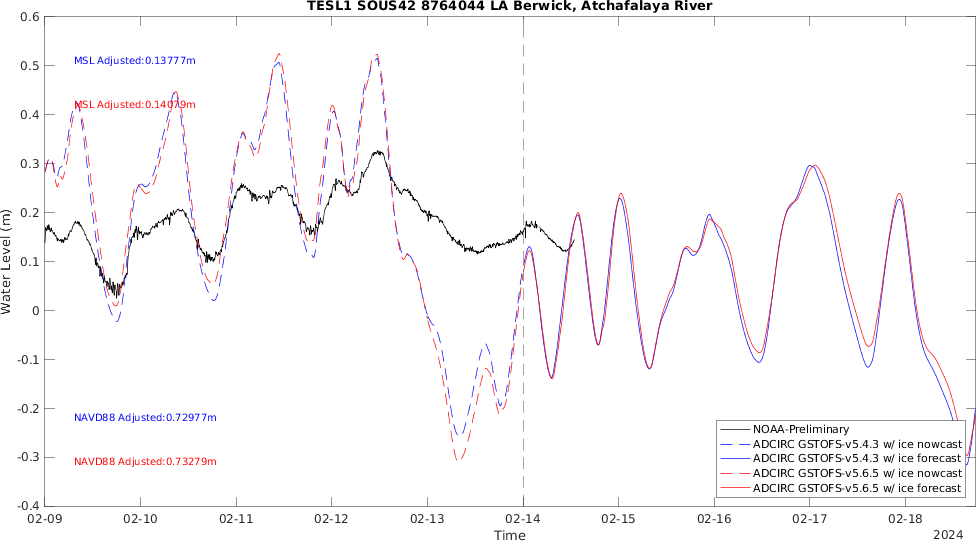 TESL1 SOUS42 8764044 LA Berwick, Atchafalaya River
0.6
0.5
0.4
0.3
0.2
0.1
0
-0.1
-0.2
-0.3
-0.4
Water Level (m)
MSL Adjusted:0.13777m
MSL Adjusted:0.14079m
NAVD88 Adjusted:0.72977m
NAVD88 Adjusted:0.73279m
NOAA-Preliminary
ADCIRC GSTOFS-v5.4.3 w/ ice nowcast
ADCIRC GSTOFS-v5.4.3 w/ ice forecast
ADCIRC GSTOFS-v5.6.5 w/ ice nowcast
ADCIRC GSTOFS-v5.6.5 w/ ice forecast
02-09 02-10 02-11 02-12 02-13 02-14 02-15 02-16 02-17 02-18
Time
2024